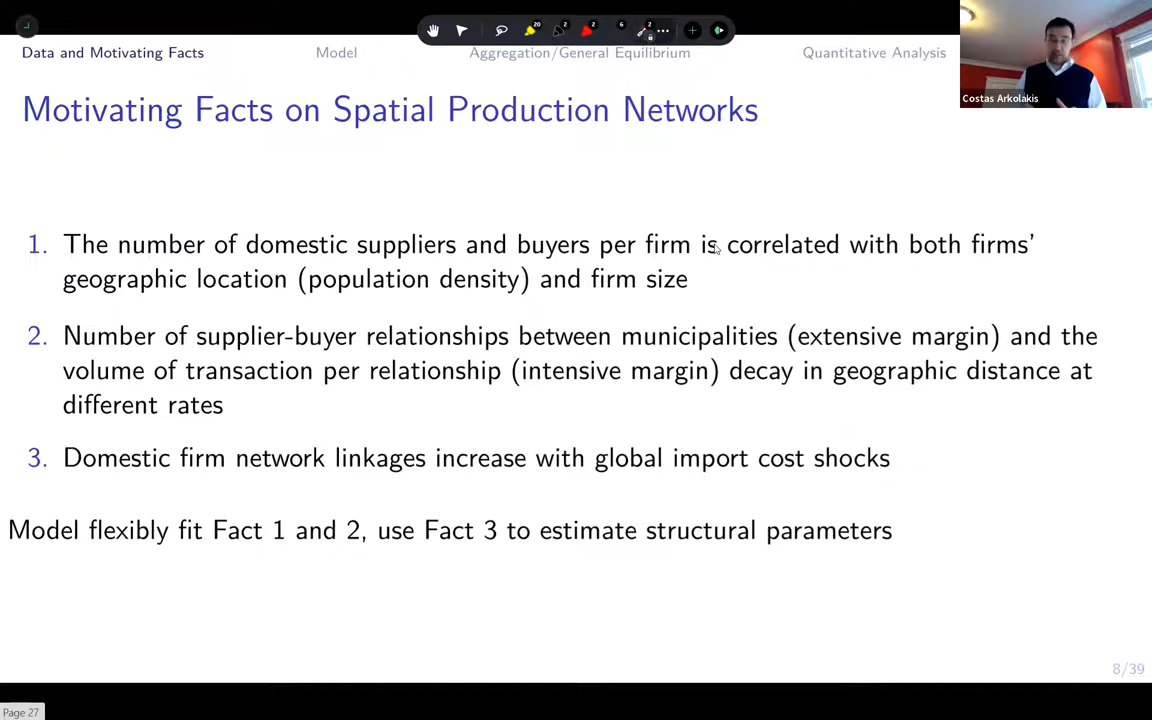 20 2 2 6 2
Data and Motivating Facts Model Aggregation/General Equilibrium Quantitative Analysis
Costas Arkolakis
Motivating Facts on Spatial Production Networks
1. The number of domestic suppliers and buyers per firm is correlated with both firms'
geographic location (population density) and firm size
2. Number of supplier-buyer relationships between municipalities (extensive margin) and the
volume of transaction per relationship (intensive margin) decay in geographic distance at
different rates
3. Domestic firm network linkages increase with global import cost shocks
Model flexibly fit Fact 1 and 2, use Fact 3 to estimate structural parameters
8/39
Page 27